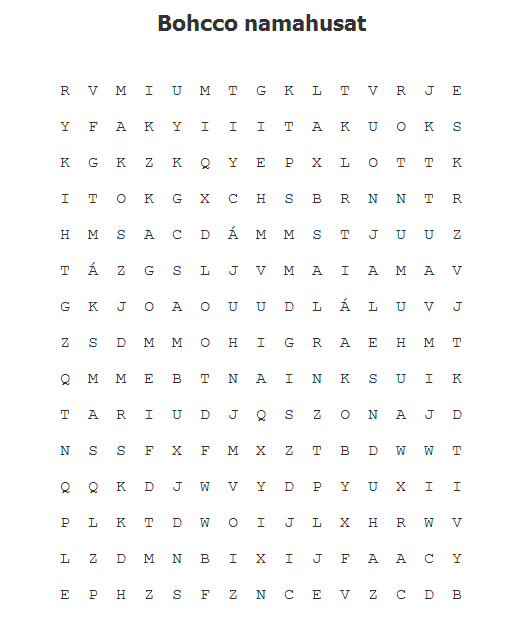 Bohcco namahusat
R V M I U M T G K L T V R J E
Y F A K Y I I I T A K U O K S
K G K Z K Q Y E P X L O T T K
I T O K G X C H S B R N N T R
H M S A C D Á M M S T J U U Z
T Á Z G S L J V M A I A M A V
G K J O A O U U D L Á L U V J
Z S D M M O H I G R A E H M T
Q M M E B T N A I N K S U I K
T A R I U D J Q S Z O N A J D
N S S F X F M X Z T B D W W T
Q Q K D J W V Y D P Y U X I I
P L K T D W O I J L X H R W V
L Z D M N B I X I J F A A C Y
E P H Z S F Z N C E V Z C D B